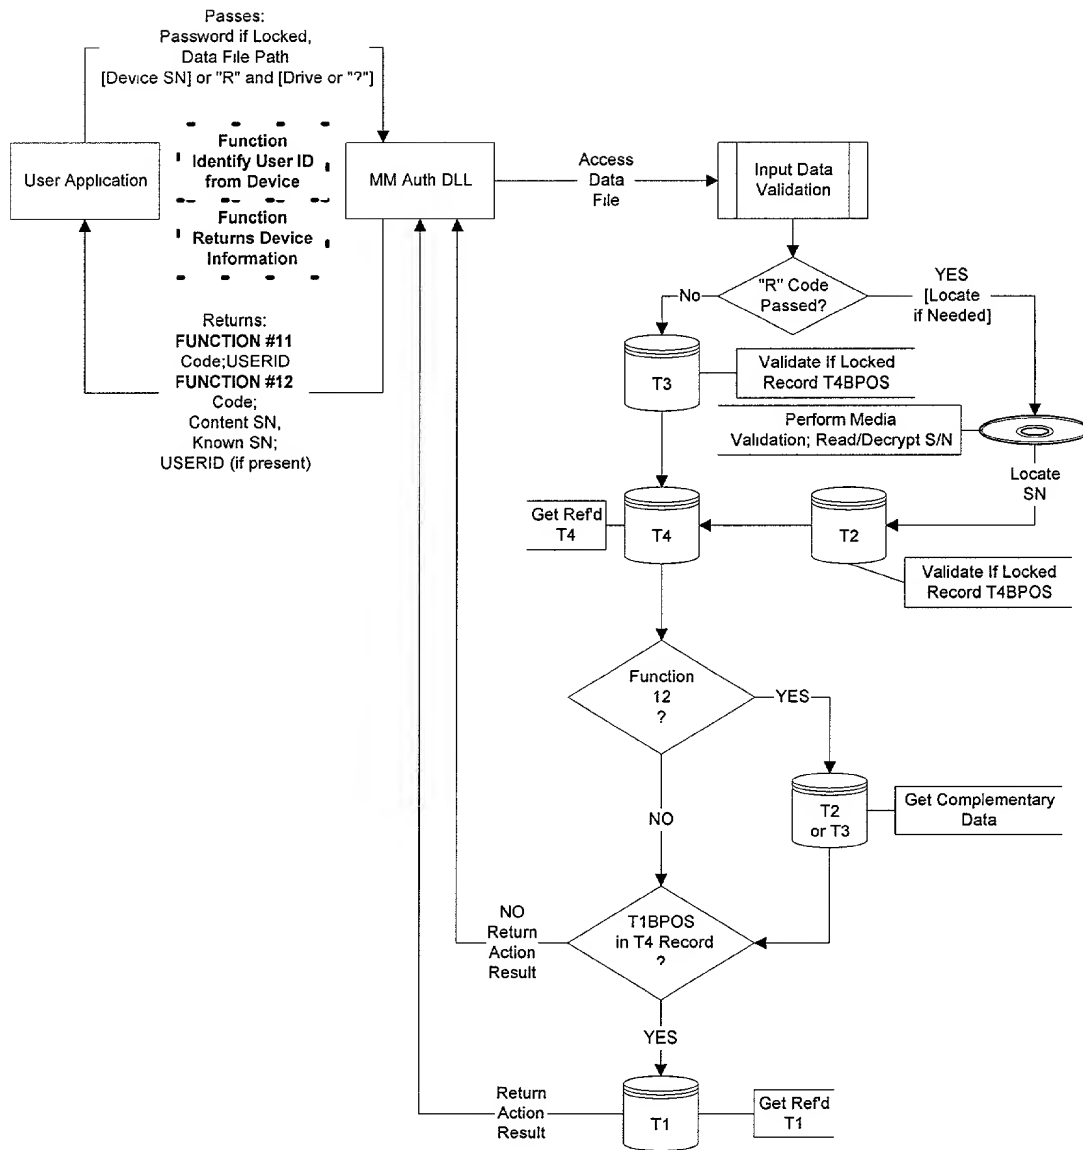 Passes:
Password if Locked,
Data File Path
[Device SN] or "R" and [Drive or "?"]
User Application
Function
Identify User ID
from Device
Function
Returns Device
Information
MM Auth DLL
Access
Data
File
Input Data
Validation
"R" Code
Passed?
No
YES
[Locate
if Needed]
Returns:
FUNCTION #11
Code;USERID
FUNCTION #12
Code;
Content SN,
Known SN;
USERID (if present)
T3
Validate If Locked
Record T4BPOS
Perform Media
Validation; Read/Decrypt S/N
Locate
SN
Get Ref'd
T4
T4
T2
Validate If Locked
Record T4BPOS
Function
12
?
YES
NO
T2
or T3
Get Complementary
Data
T1BPOS
in T4 Record
?
NO
Return
Action
Result
YES
Return
Action
Result
T1
Get Ref'd
T1